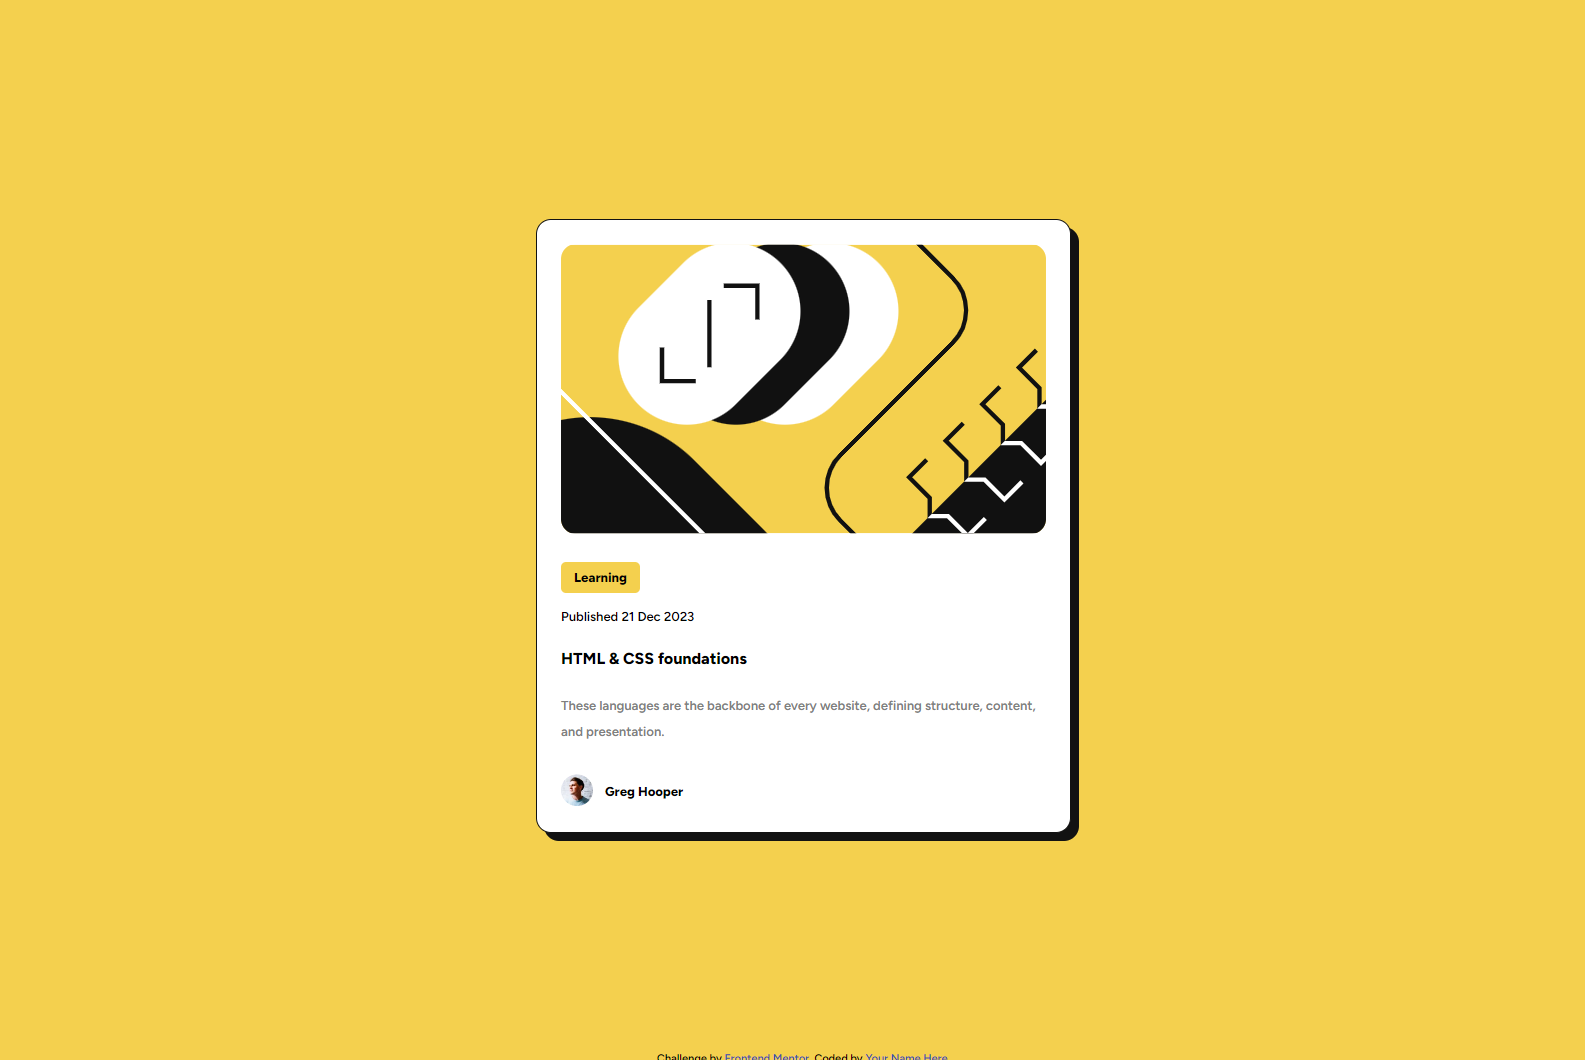 Learning
Published 21 Dec 2023
HTML & CSS foundations
These languages are the backbone of every website, defining structure, content,
and presentation.
Greg Hooper
Challenge by Frontend Mentor. Coded by Your Name Here.